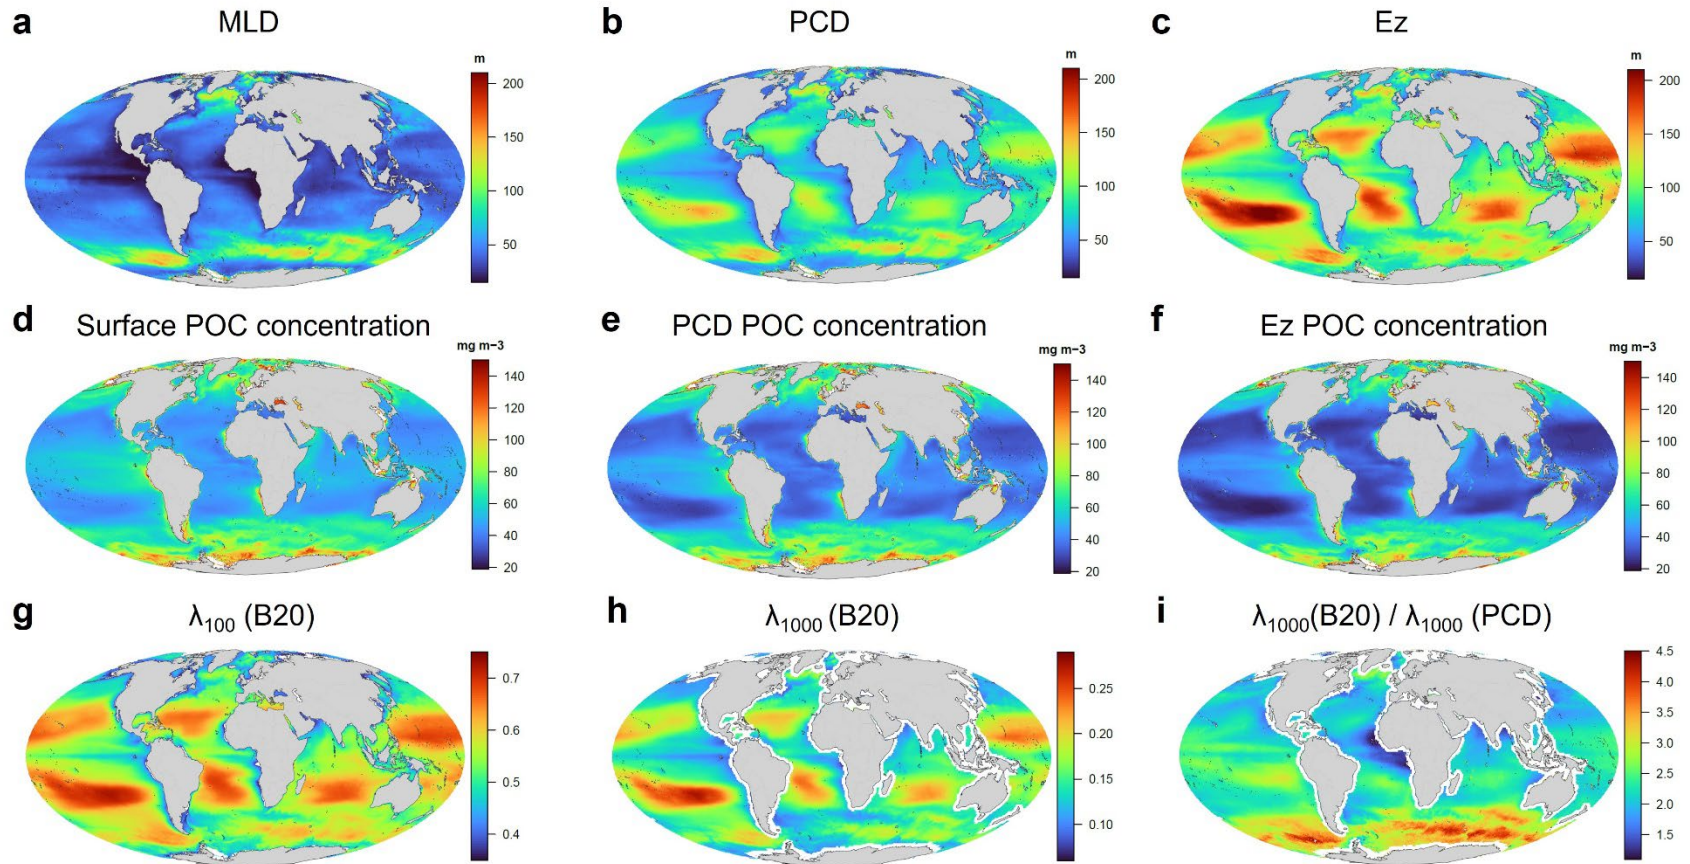 a
MLD
b
PCD
c
Ez
m
200
150
100
50
m
200
150
100
50
m
200
150
100
50
d
Surface POC concentration
e
PCD POC concentration
f
Ez POC concentration
mg m−3
140
120
100
80
60
40
20
mg m−3
140
120
100
80
60
40
20
mg m−3
140
120
100
80
60
40
20
g
λ100 (B20)
h
λ1000 (B20)
i
λ1000(B20) / λ1000 (PCD)
0.7
0.6
0.5
0.4
0.25
0.20
0.15
0.10
4.5
4.0
3.5
3.0
2.5
2.0
1.5